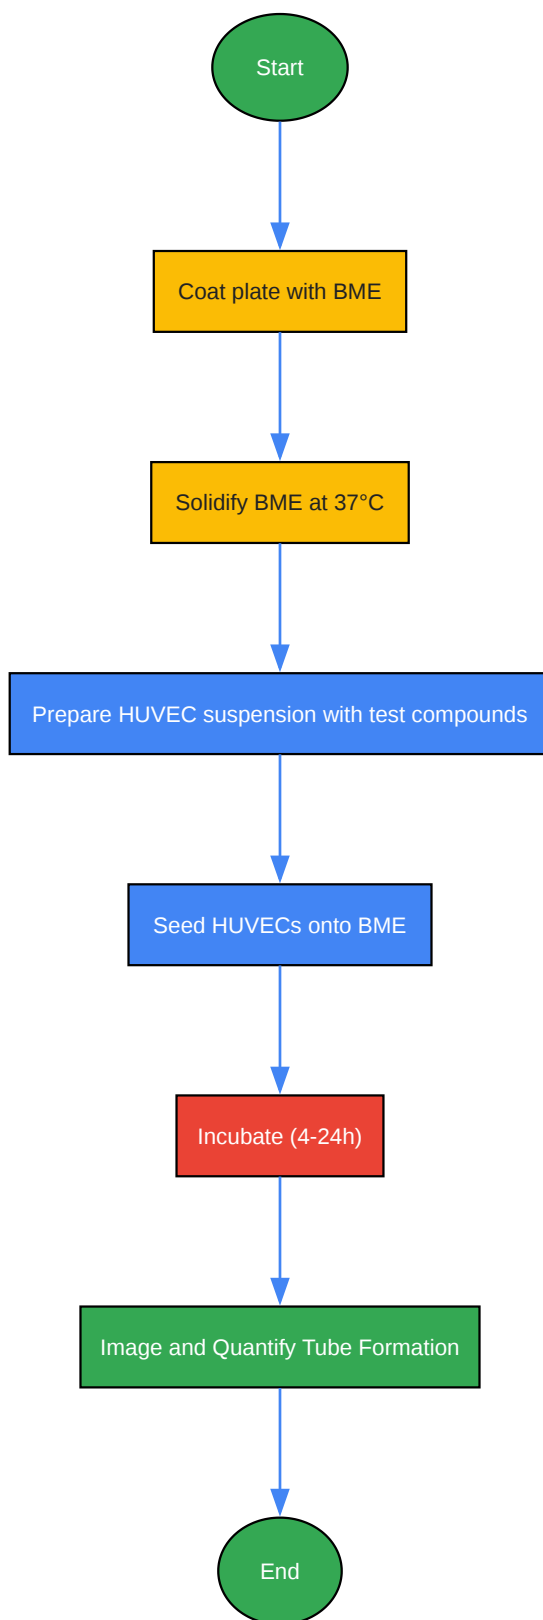 Start
Coat plate with BME
Solidify BME at 37°C
Prepare HUVEC suspension with test compounds
Seed HUVECs onto BME
Incubate (4-24h)
Image and Quantify Tube Formation
End